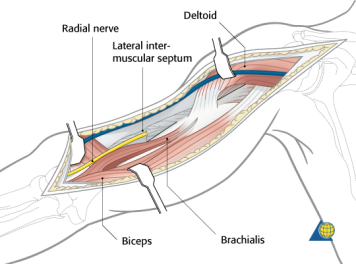 Deltoid
Radial nerve
Lateral inter-
muscular septum
Biceps
Brachialis